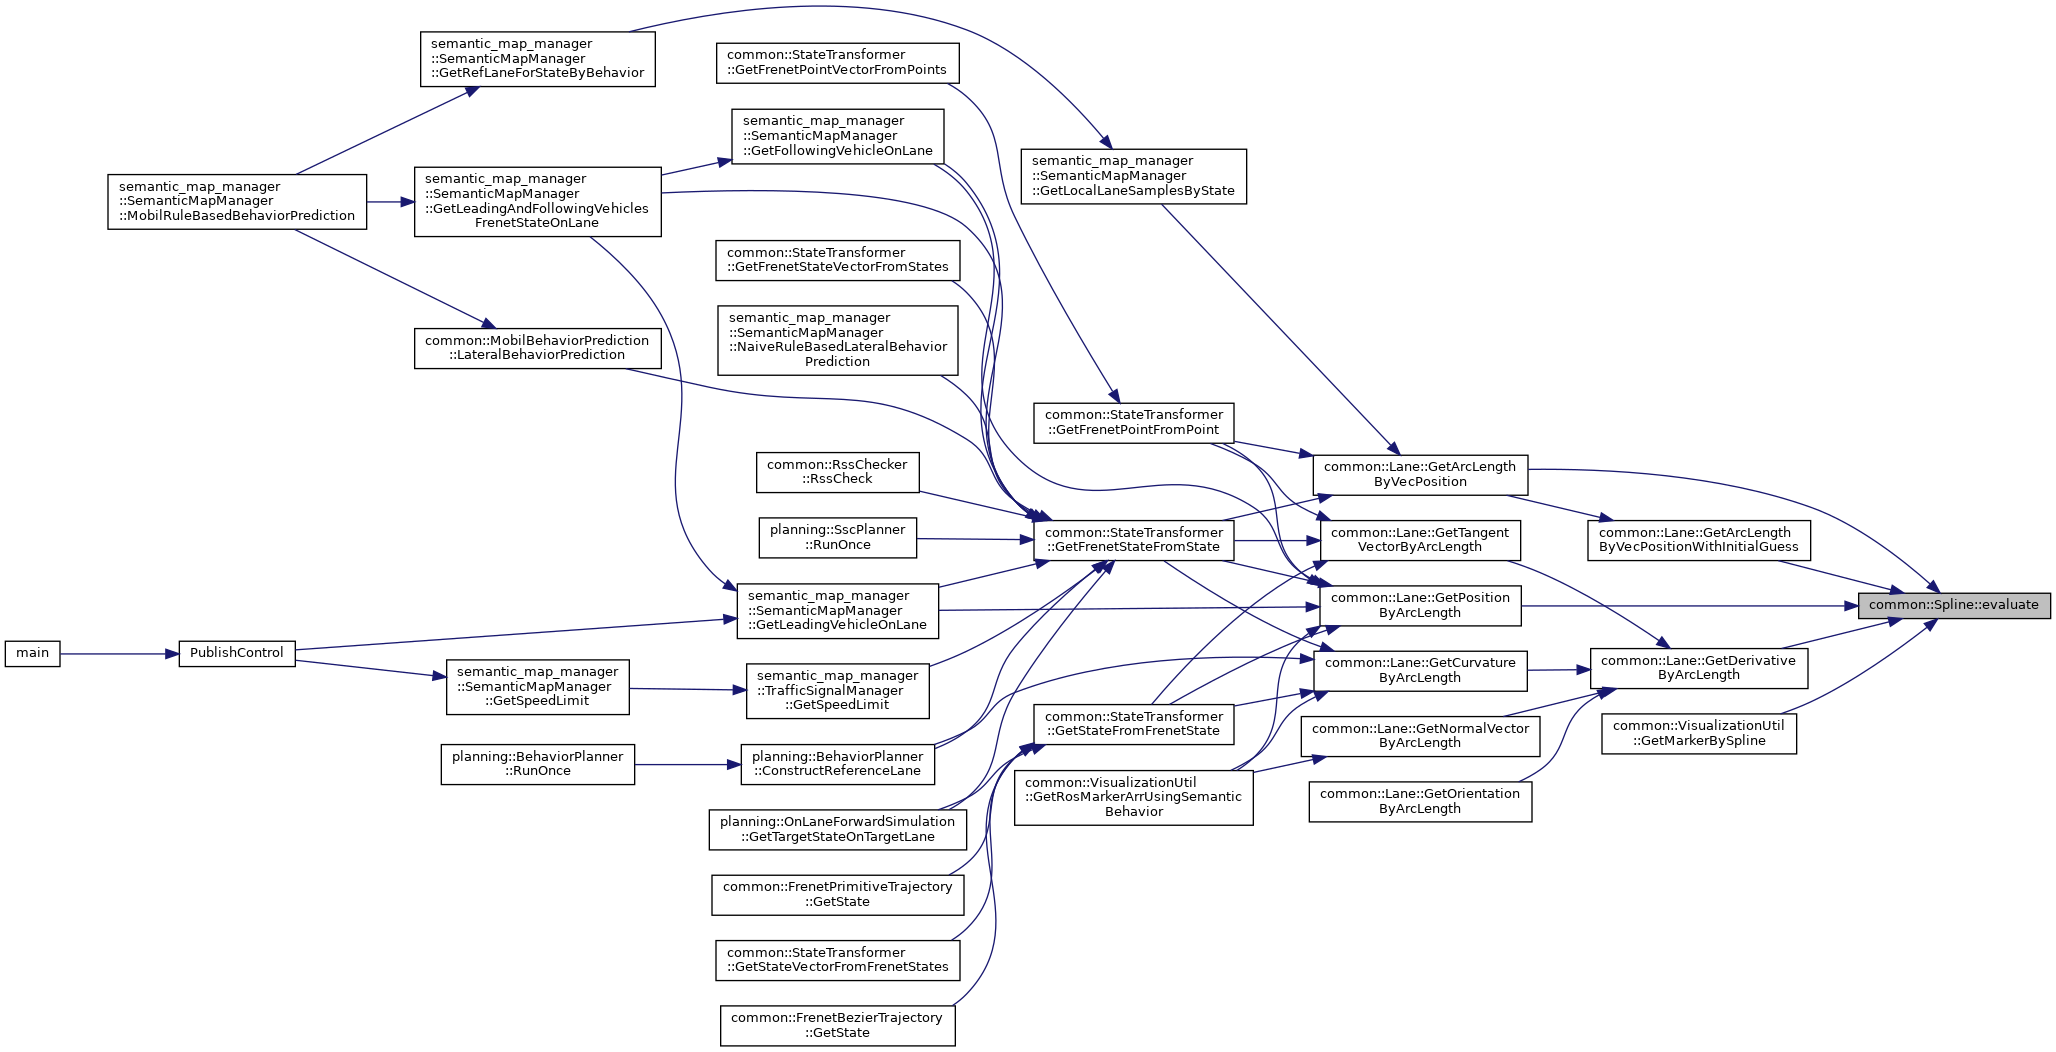 semantic_map_manager
::SemanticMapManager
::GetRefLaneForStateByBehavior
common::StateTransformer
::GetFrenetPointVectorFromPoints
semantic_map_manager
::SemanticMapManager
::GetFollowingVehicleOnLane
semantic_map_manager
::SemanticMapManager
::GetLocalLaneSamplesByState
semantic_map_manager
::SemanticMapManager
::MobilRuleBasedBehaviorPrediction
semantic_map_manager
::SemanticMapManager
::GetLeadingAndFollowingVehicles
FrenetStateOnLane
common::StateTransformer
::GetFrenetStateVectorFromStates
semantic_map_manager
::SemanticMapManager
::NaiveRuleBasedLateralBehavior
Prediction
common::MobilBehaviorPrediction
::LateralBehaviorPrediction
common::StateTransformer
::GetFrenetPointFromPoint
common::RssChecker
::RssCheck
common::Lane::GetArcLength
ByVecPosition
planning::SscPlanner
::RunOnce
common::StateTransformer
::GetFrenetStateFromState
common::Lane::GetTangent
VectorByArcLength
common::Lane::GetArcLength
ByVecPositionWithInitialGuess
semantic_map_manager
::SemanticMapManager
::GetLeadingVehicleOnLane
common::Lane::GetPosition
ByArcLength
common::Spline::evaluate
main
PublishControl
semantic_map_manager
::SemanticMapManager
::GetSpeedLimit
semantic_map_manager
::TrafficSignalManager
::GetSpeedLimit
common::Lane::GetCurvature
ByArcLength
common::Lane::GetDerivative
ByArcLength
common::StateTransformer
::GetStateFromFrenetState
common::Lane::GetNormalVector
ByArcLength
common::VisualizationUtil
::GetMarkerBySpline
planning::BehaviorPlanner
::RunOnce
planning::BehaviorPlanner
::ConstructReferenceLane
common::VisualizationUtil
::GetRosMarkerArrUsingSemantic
Behavior
common::Lane::GetOrientation
ByArcLength
planning::OnLaneForwardSimulation
::GetTargetStateOnTargetLane
common::FrenetPrimitiveTrajectory
::GetState
common::StateTransformer
::GetStateVectorFromFrenetStates
common::FrenetBezierTrajectory
::GetState